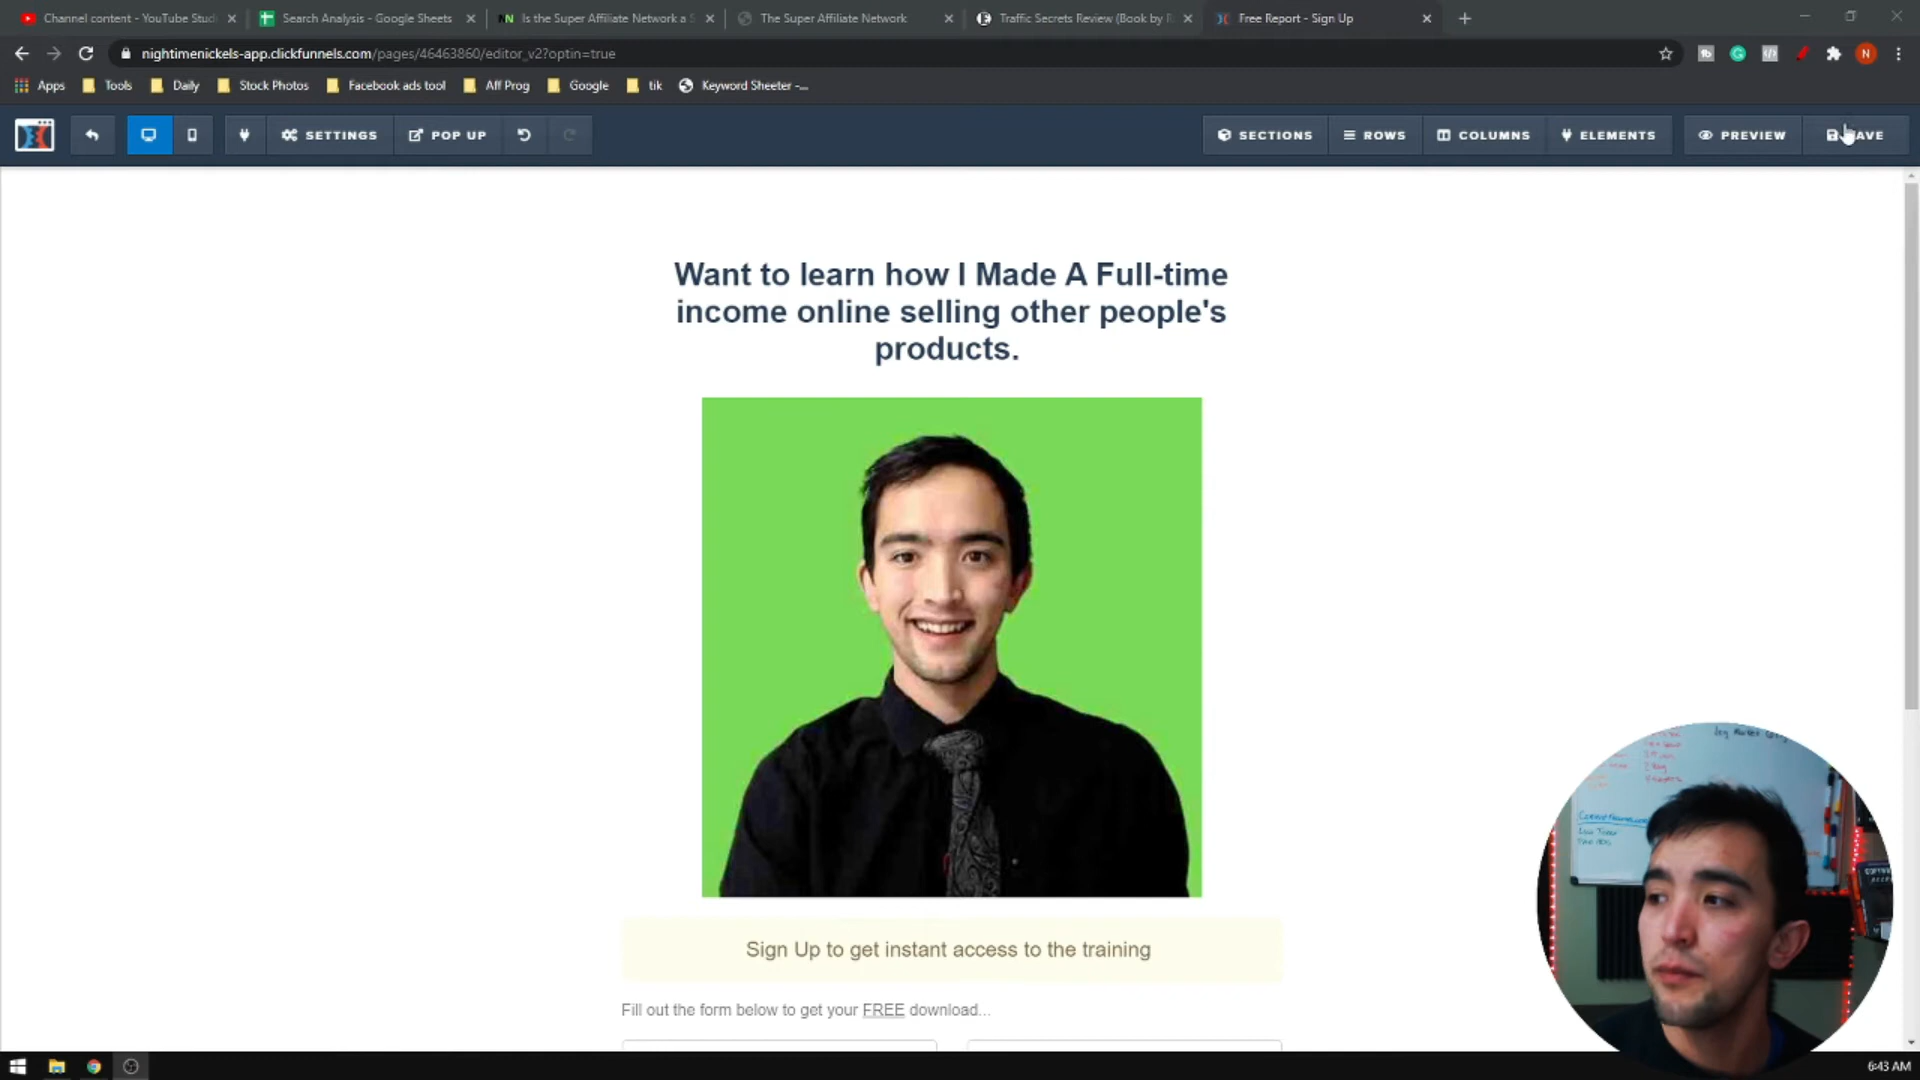 Channel content - YouTube Stud
Search Analysis - Google Sheets
Is the Super Affiliate Network a S
The Super Affiliate Network
Traffic Secrets Review (Book by R
Free Report - Sign Up
nightimenickels-app.clickfunnels.com/pages/46463860/editor_v2?optin=true
Apps
Tools
Daily
Stock Photos
Facebook ads tool
Aff Prog
Google
tik
Keyword Sheeter -...
SETTINGS
POP UP
SECTIONS
ROWS
COLUMNS
ELEMENTS
PREVIEW
AVE
Want to learn how I Made A Full-time
income online selling other people's
products.
Sign Up to get instant access to the training
Fill out the form below to get your FREE download...
6:43 AM